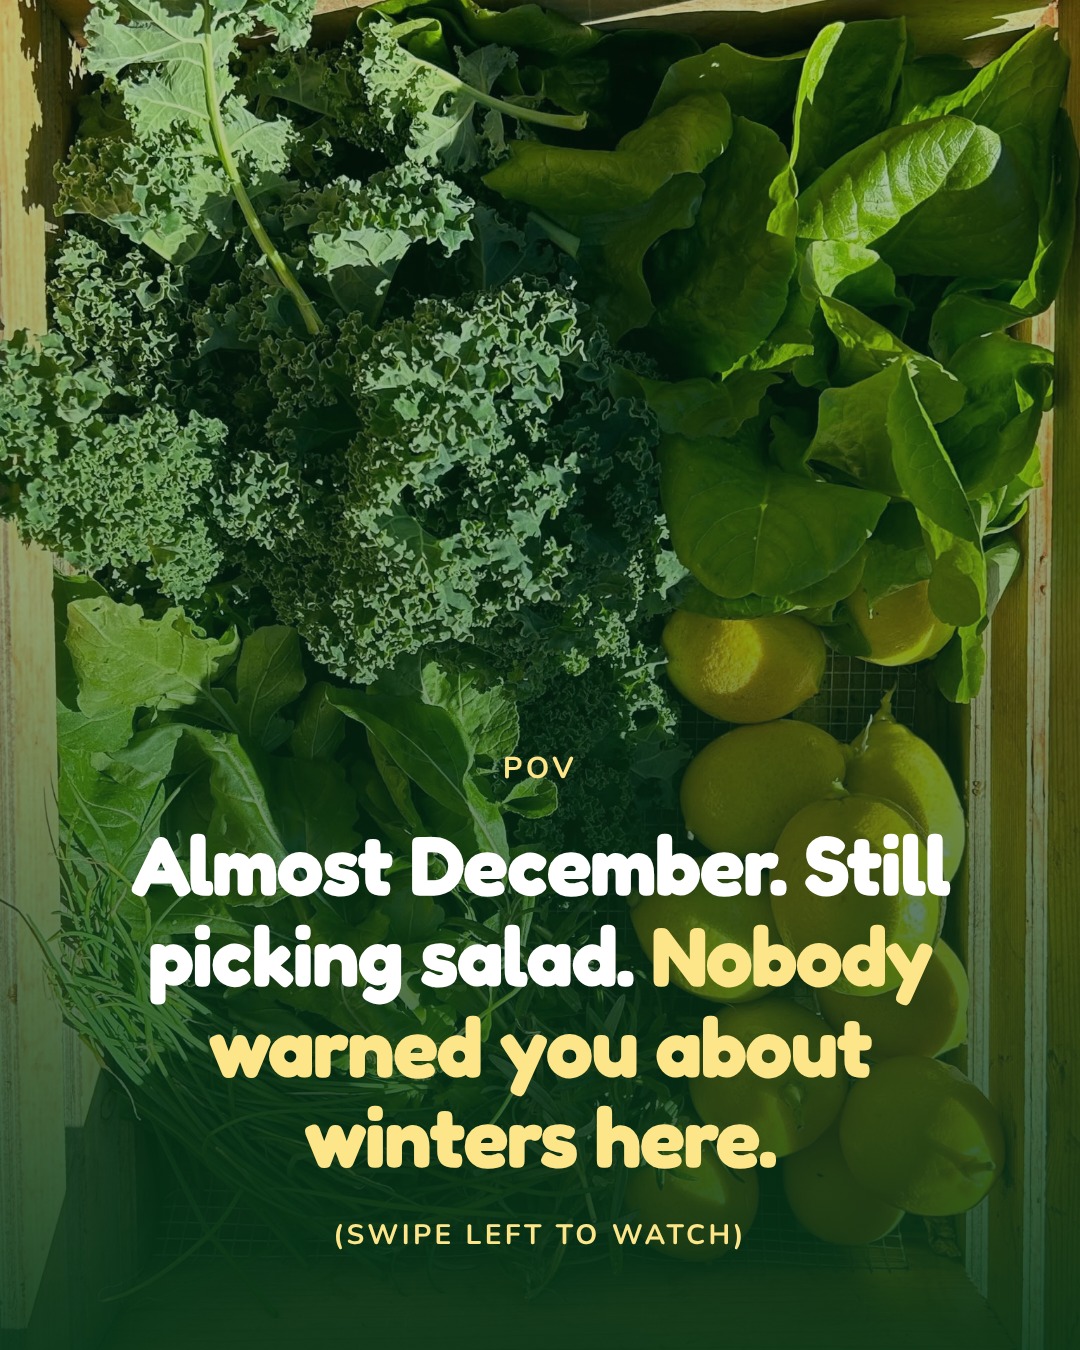 POV
Almost December. Still
picking salad. Nobody
warned you about
winters here.
(SWIPE LEFT TO WATCH)